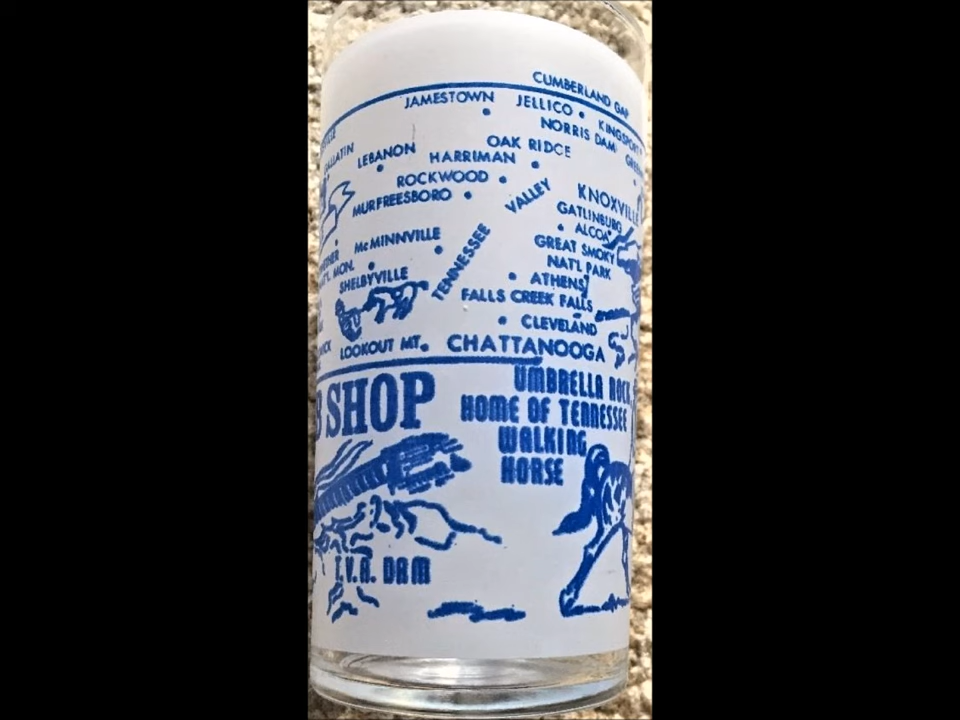 CUMBERLAND GAP
JAMESTOWN
JELLICO
KINGSPORT
NORRIS DAM
OAK RIDGE
LEBANON
HARRIMAN
ROCKWOOD
MURFREESBORO
VALLEY
KNOXVILLE
GATLINBURG
ALCOA
McMINNVILLE
TENNESSEE
GREAT SMOKY
NAT'L PARK
SHELBYVILLE
ATHENS
FALLS CREEK FALLS
CLEVELAND
LOOKOUT MT.
CHATTANOOGA
SHOP
UMBRELLA ROCK
HOME OF TENNESSEE
WALKING
HORSE
T.V.A. DAM